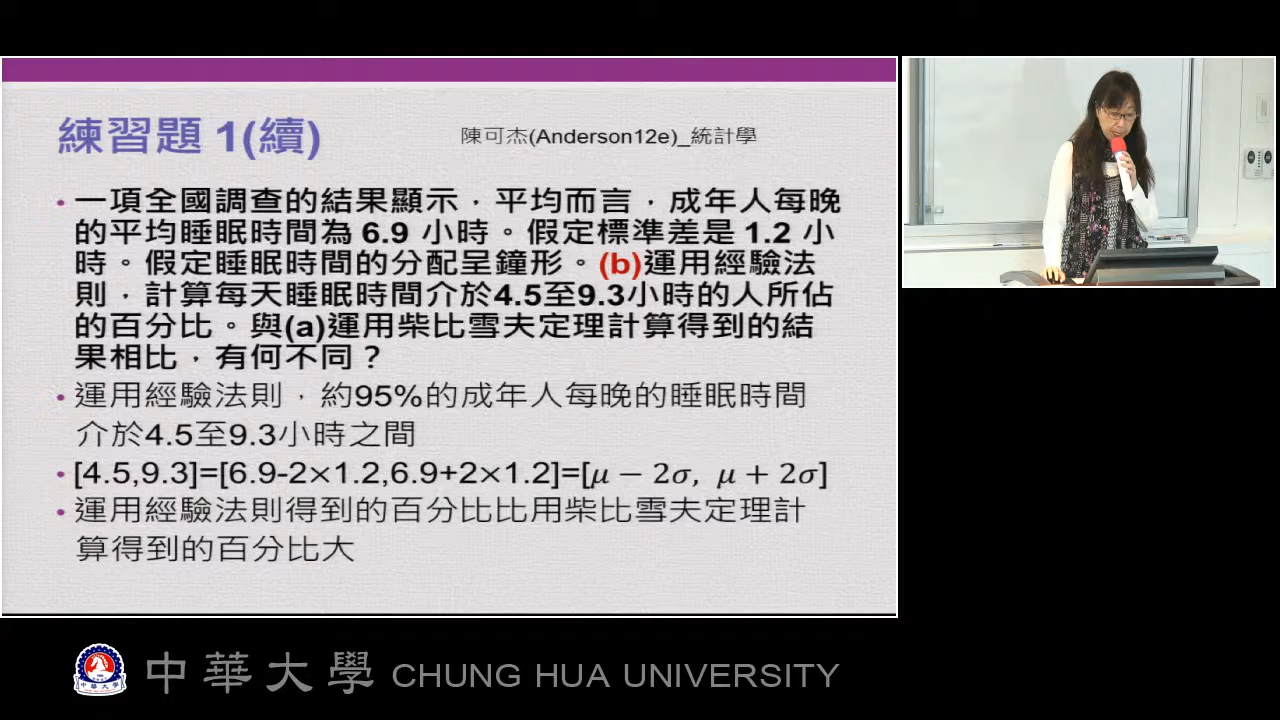 練習題 1(續)
陳可杰(Anderson12e)_統計學
• 一項全國調查的結果顯示，平均而言，成年人每晚
的平均睡眠時間為 6.9 小時。假定標準差是 1.2 小
時。假定睡眠時間的分配呈鐘形。(b)運用經驗法
則，計算每天睡眠時間介於4.5至9.3小時的人所佔
的百分比。與(a)運用柴比雪夫定理計算得到的結
果相比，有何不同？
• 運用經驗法則，約95%的成年人每晚的睡眠時間
介於4.5至9.3小時之間
• [4.5,9.3]=[6.9-2×1.2,6.9+2×1.2]=[μ − 2σ, μ + 2σ]
• 運用經驗法則得到的百分比比用柴比雪夫定理計
算得到的百分比大
中華大學 CHUNG HUA UNIVERSITY